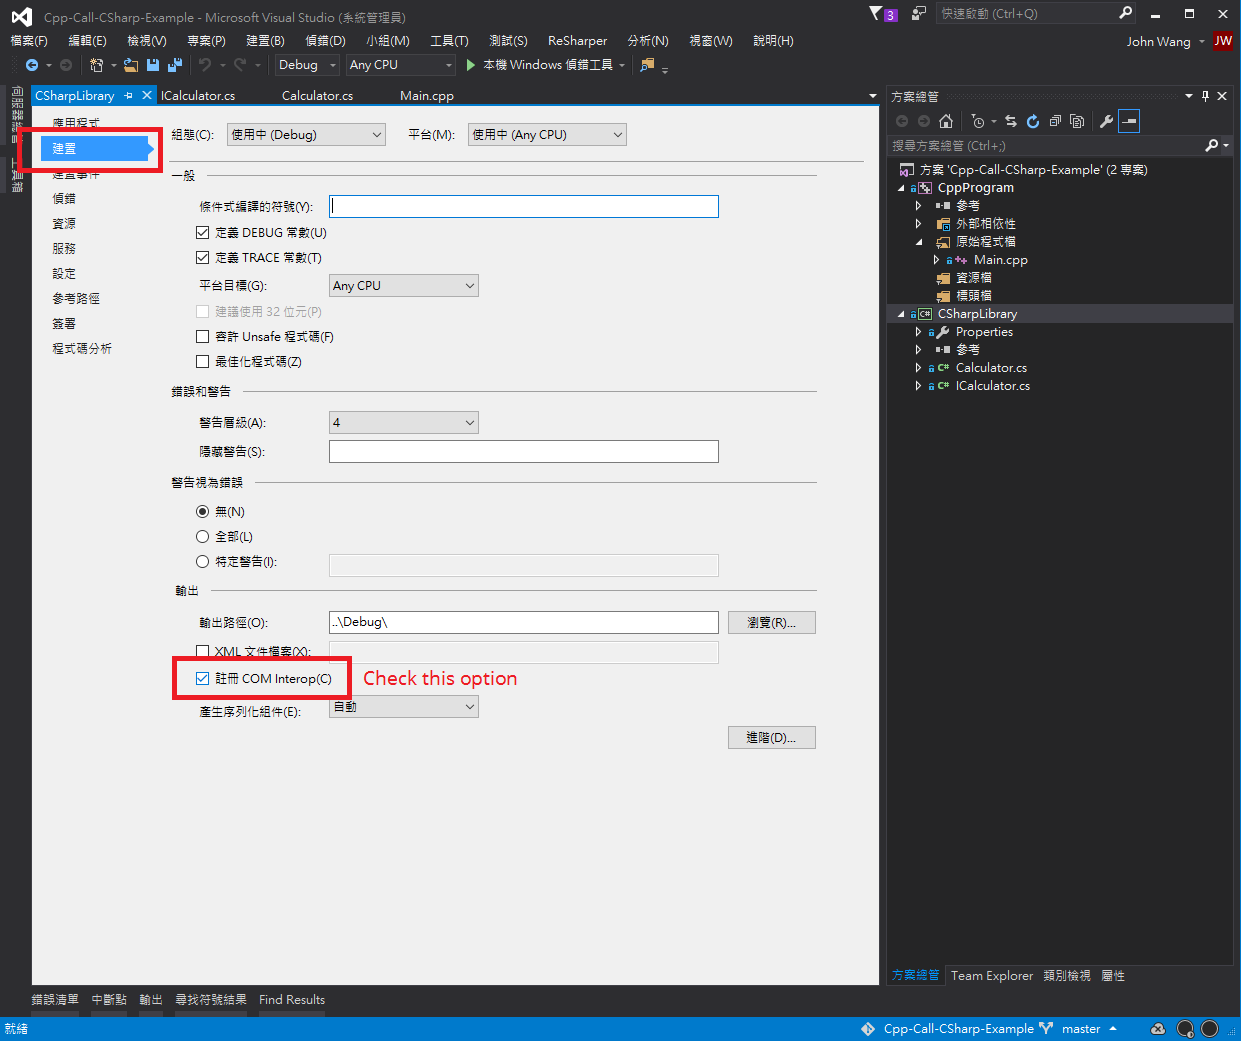 Cpp-Call-CSharp-Example - Microsoft Visual Studio (系統管理員)
3
快速啟動 (Ctrl+Q)
檔案(F) 編輯(E) 檢視(V) 專案(P) 建置(B) 偵錯(D) 小組(M) 工具(T) 測試(S) ReSharper 分析(N) 視窗(W) 說明(H)
John Wang JW
Debug Any CPU 本機 Windows 偵錯工具
CSharpLibrary ICalculator.cs Calculator.cs Main.cpp
工具箱
應用程式
建置
建置事件
偵錯
資源
服務
設定
參考路徑
簽署
程式碼分析
組態(C): 使用中 (Debug) 平台(M): 使用中 (Any CPU)
一般
條件式編譯的符號(Y):
定義 DEBUG 常數(U)
定義 TRACE 常數(T)
平台目標(G): Any CPU
建議使用 32 位元(P)
容許 Unsafe 程式碼(F)
最佳化程式碼(Z)
錯誤和警告
警告層級(A): 4
隱藏警告(S):
警告視為錯誤
無(N)
全部(L)
特定警告(I):
輸出
輸出路徑(O): ..\Debug\ 瀏覽(R)...
XML 文件檔案(X):
註冊 COM Interop(C) Check this option
產生序列化組件(E): 自動
進階(D)...
方案總管
搜尋方案總管 (Ctrl+;)
方案 'Cpp-Call-CSharp-Example' (2 專案)
CppProgram
參考
外部相依性
原始程式檔
Main.cpp
資源檔
標頭檔
CSharpLibrary
Properties
參考
Calculator.cs
ICalculator.cs
方案總管 Team Explorer 類別檢視 屬性
錯誤清單 中斷點 輸出 尋找符號結果 Find Results
就緒 Cpp-Call-CSharp-Example master